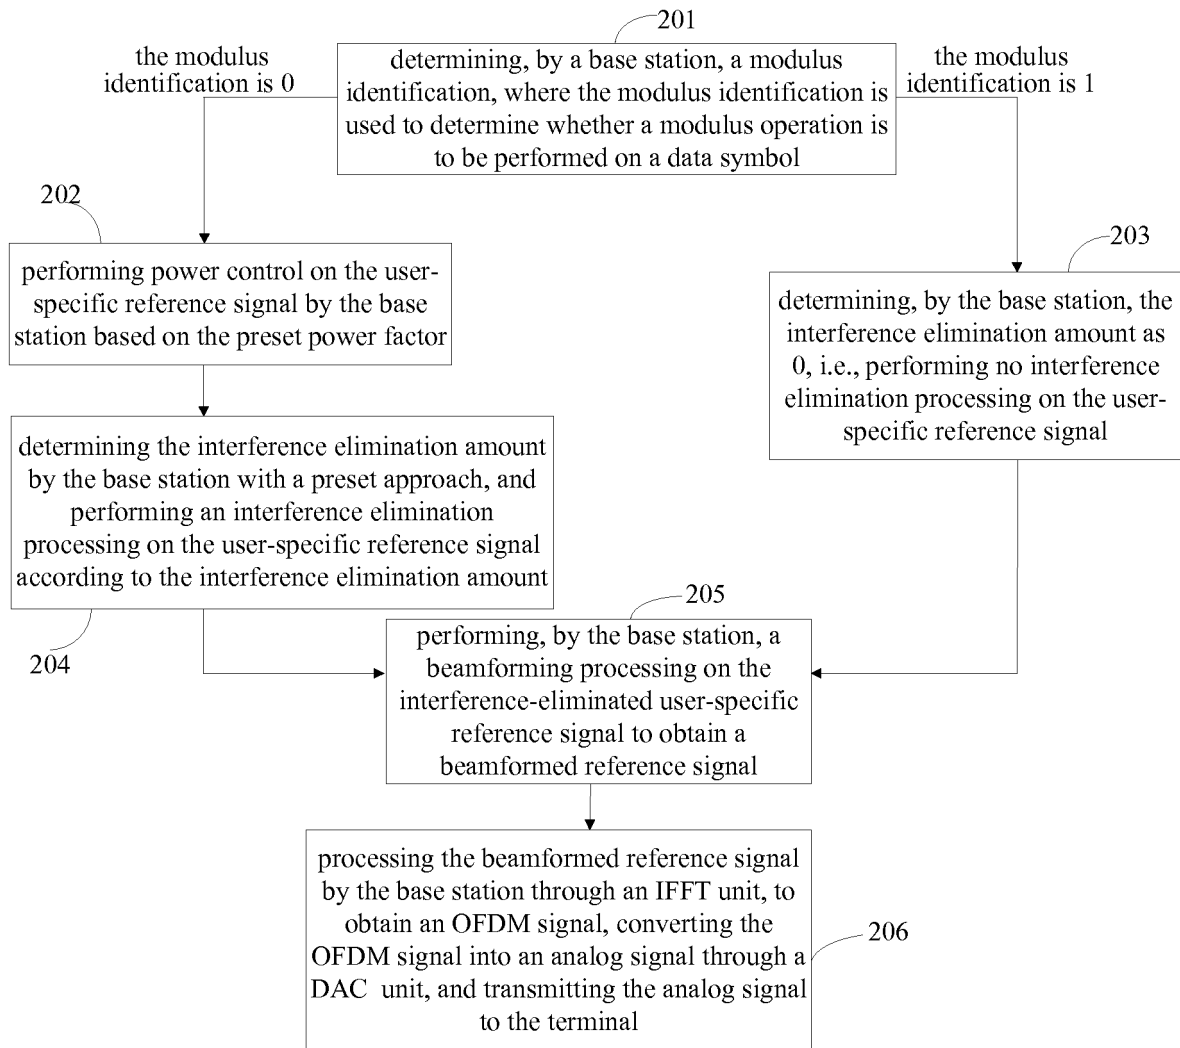 201
the modulus
identification is 0
determining, by a base station, a modulus
identification, where the modulus identification is
used to determine whether a modulus operation is
to be performed on a data symbol
the modulus
identification is 1
202
performing power control on the user-
specific reference signal by the base
station based on the preset power factor
203
determining, by the base station, the
interference elimination amount as
0, i.e., performing no interference
elimination processing on the user-
specific reference signal
determining the interference elimination amount
by the base station with a preset approach, and
performing an interference elimination
processing on the user-specific reference signal
according to the interference elimination amount
204
205
performing, by the base station, a
beamforming processing on the
interference-eliminated user-specific
reference signal to obtain a
beamformed reference signal
processing the beamformed reference signal
by the base station through an IFFT unit, to
obtain an OFDM signal, converting the
OFDM signal into an analog signal through a
DAC unit, and transmitting the analog signal
to the terminal
206